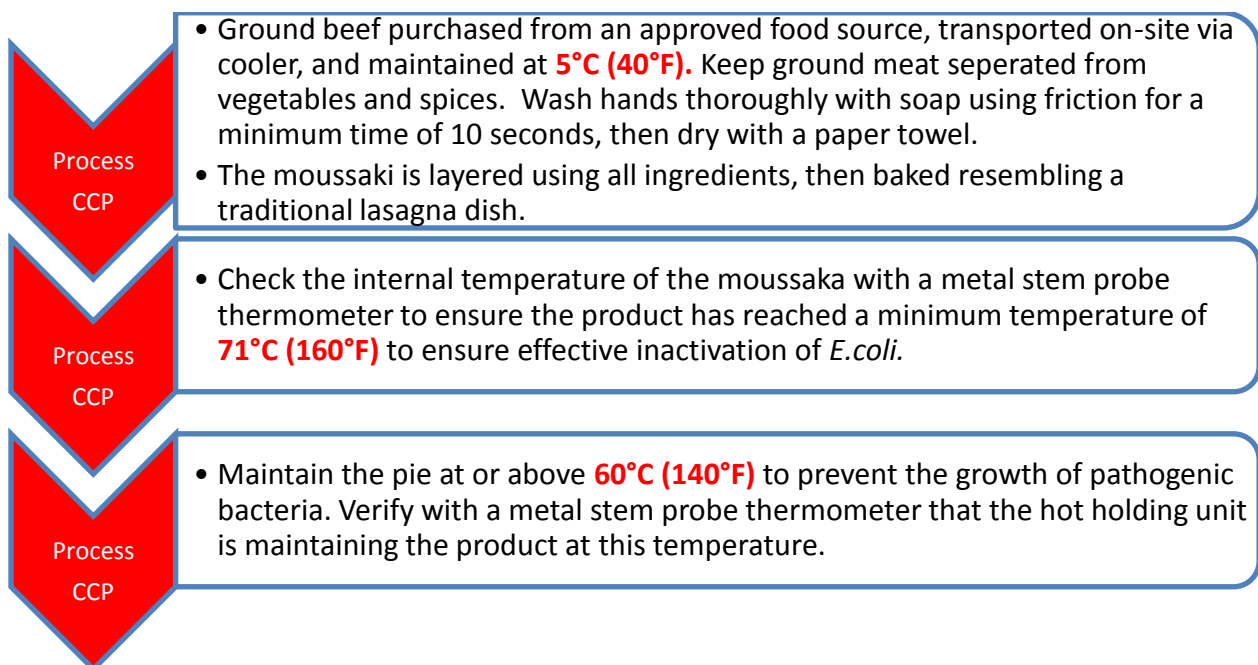 Process
CCP
• Ground beef purchased from an approved food source, transported on-site via
cooler, and maintained at 5°C (40°F). Keep ground meat seperated from
vegetables and spices.  Wash hands thoroughly with soap using friction for a
minimum time of 10 seconds, then dry with a paper towel.
• The moussaki is layered using all ingredients, then baked resembling a
traditional lasagna dish.
Process
CCP
• Check the internal temperature of the moussaka with a metal stem probe
thermometer to ensure the product has reached a minimum temperature of
71°C (160°F) to ensure effective inactivation of E.coli.
Process
CCP
• Maintain the pie at or above 60°C (140°F) to prevent the growth of pathogenic
bacteria. Verify with a metal stem probe thermometer that the hot holding unit
is maintaining the product at this temperature.